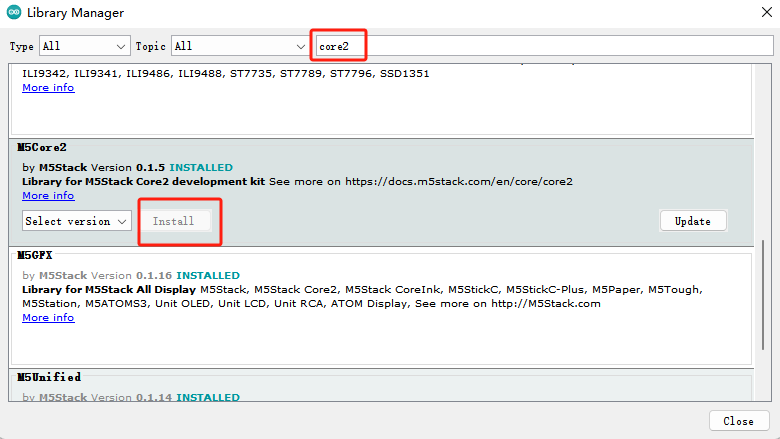 Library Manager
Type All Topic All core2
ILI9342, ILI9341, ILI9486, ILI9488, ST7735, ST7789, ST7796, SSD1351
More info
M5Core2
by M5Stack Version 0.1.5 INSTALLED
Library for M5Stack Core2 development kit See more on https://docs.m5stack.com/en/core/core2
More info
Select version Install Update
M5GFX
by M5Stack Version 0.1.16 INSTALLED
Library for M5Stack All Display M5Stack, M5Stack Core2, M5Stack CoreInk, M5StickC, M5StickC-Plus, M5Paper, M5Tough,
M5Station, M5ATOMS3, Unit OLED, Unit LCD, Unit RCA, ATOM Display, See more on http://M5Stack.com
More info
M5Unified
by M5Stack Version 0.1.14 INSTALLED
Close